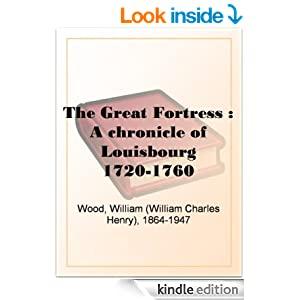 Look inside
The Great Fortress :
A chronicle of
Louisbourg
1720-1760
Wood, William (William Charles
Henry), 1864-1947
kindle edition